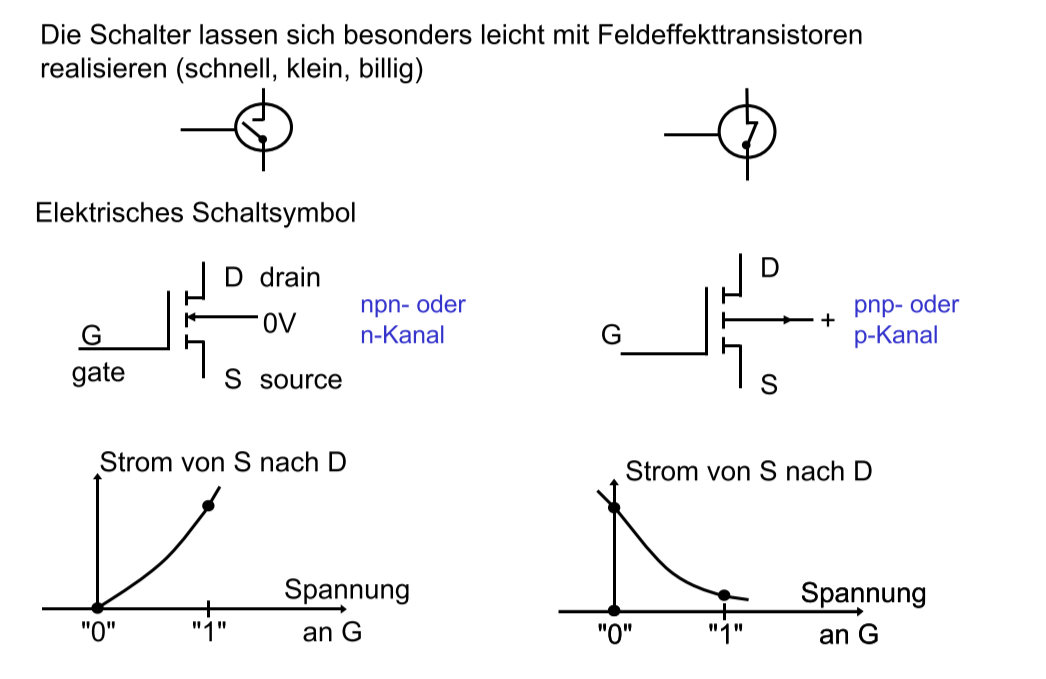 Die Schalter lassen sich besonders leicht mit Feldeffekttransistoren
realisieren (schnell, klein, billig)
Elektrisches Schaltsymbol
D drain
npn- oder
0V
n-Kanal
G
gate
S source
D
pnp- oder
+
p-Kanal
G
S
Strom von S nach D
Spannung
"0" "1" an G
Strom von S nach D
Spannung
"0" "1" an G